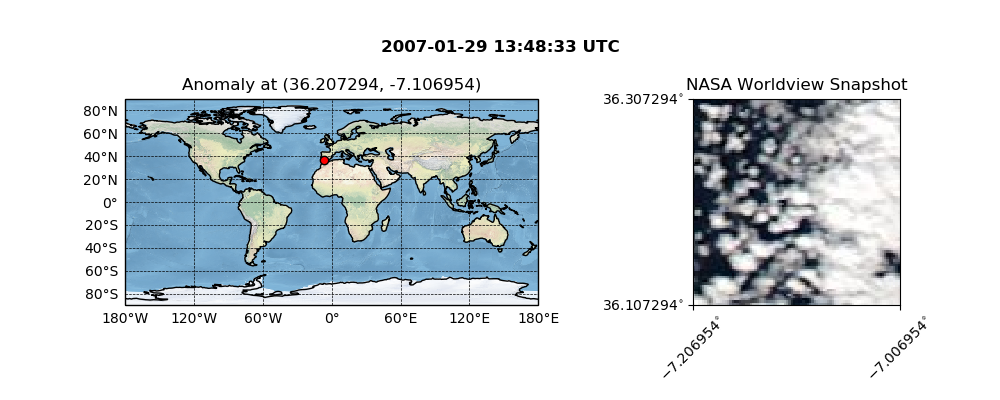 2007-01-29 13:48:33 UTC
Anomaly at (36.207294, -7.106954)
80°N
60°N
40°N
20°N
0°
20°S
40°S
60°S
80°S
180°W 120°W 60°W 0° 60°E 120°E 180°E
NASA Worldview Snapshot
36.307294°
36.107294°
−7.206954°
−7.006954°